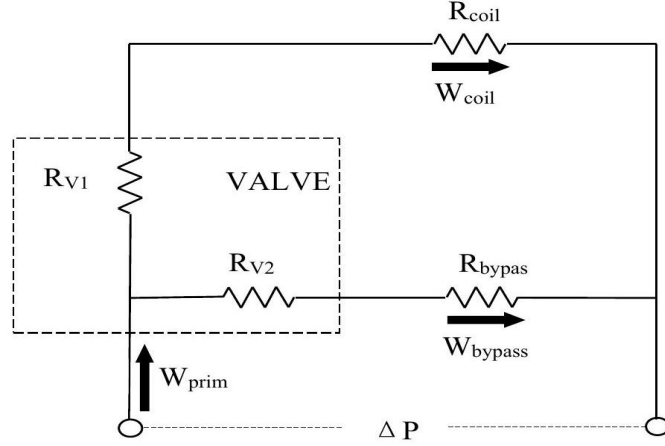 Rcoil
Wcoil
RV1
VALVE
RV2
Rbypas
Wbypass
Wprim
Δ P